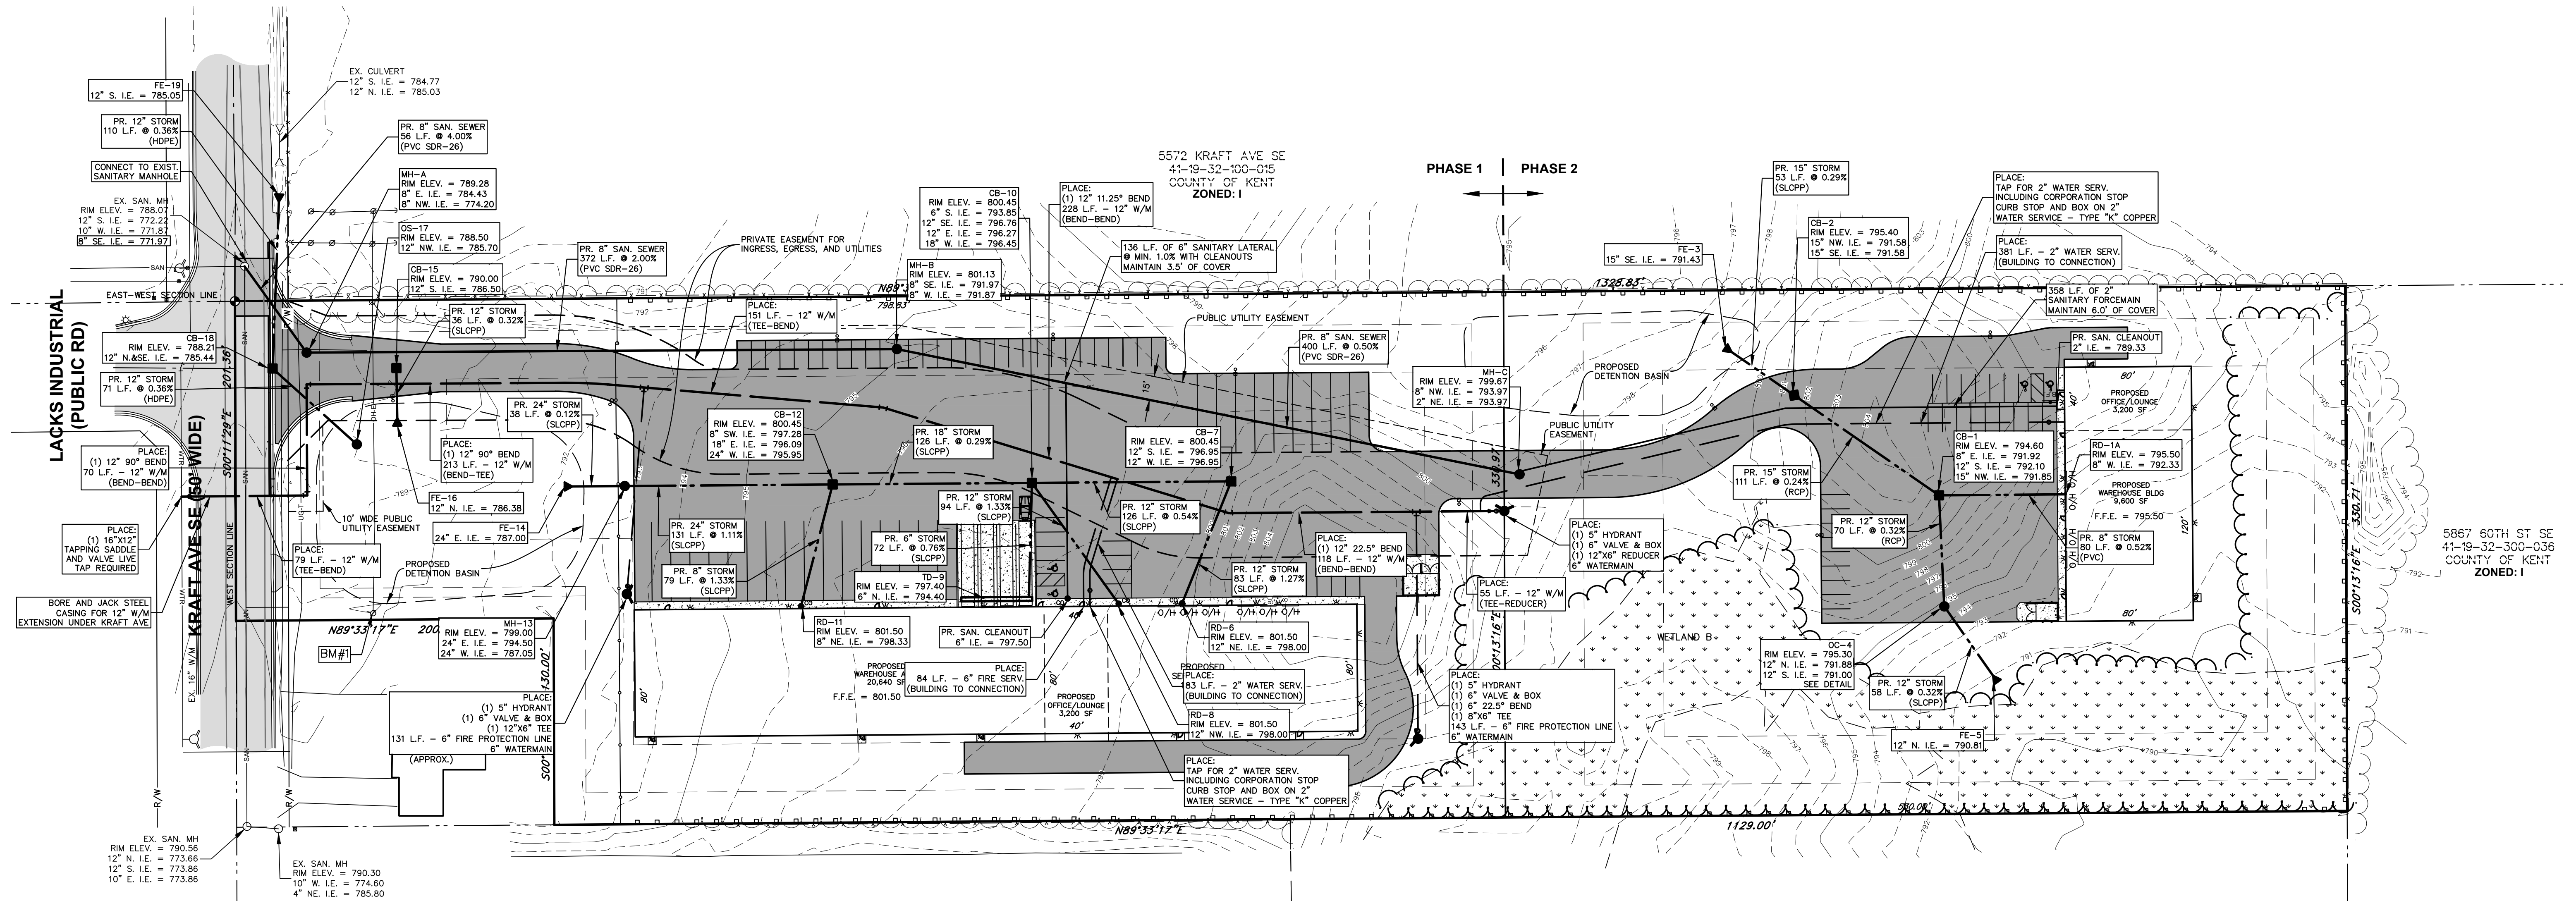 FE-19
12" S. I.E. = 785.05
EX. CULVERT
12" S. I.E. = 784.77
12" N. I.E. = 785.03
PR. 12" STORM
110 L.F. @ 0.36%
(HDPE)
PR. 8" SAN. SEWER
56 L.F. @ 4.00%
(PVC SDR-26)
CONNECT TO EXIST.
SANITARY MANHOLE
MH-A
RIM ELEV. = 789.28
8" E. I.E. = 784.43
8" NW. I.E. = 774.20
EX. SAN. MH
RIM ELEV. = 788.07
12" S. I.E. = 772.22
10" W. I.E. = 771.87
8" SE. I.E. = 771.97
OS-17
RIM ELEV. = 788.50
12" NW. I.E. = 785.70
CB-15
RIM ELEV. = 790.00
12" S. I.E. = 786.50
PR. 8" SAN. SEWER
372 L.F. @ 2.00%
(PVC SDR-26)
PRIVATE EASEMENT FOR
INGRESS, EGRESS, AND UTILITIES
CB-10
RIM ELEV. = 800.45
6" S. I.E. = 793.85
12" SE. I.E. = 796.76
12" E. I.E. = 796.27
18" W. I.E. = 796.45
PLACE:
(1) 12" 11.25° BEND
228 L.F. - 12" W/M
(BEND-BEND)
136 L.F. OF 6" SANITARY LATERAL
@ MIN. 1.0% WITH CLEANOUTS
MAINTAIN 3.5' OF COVER
5572 KRAFT AVE SE
41-19-32-100-015
COUNTY OF KENT
ZONED: I
PHASE 1
PHASE 2
PR. 15" STORM
53 L.F. @ 0.29%
(SLCPP)
FE-3
15" SE. I.E. = 791.43
CB-2
RIM ELEV. = 795.40
15" NW. I.E. = 791.58
15" SE. I.E. = 791.58
PLACE:
TAP FOR 2" WATER SERV.
INCLUDING CORPORATION STOP
CURB STOP AND BOX ON 2"
WATER SERVICE - TYPE "K" COPPER
PLACE:
381 L.F. - 2" WATER SERV.
(BUILDING TO CONNECTION)
358 L.F. OF 2"
SANITARY FORCEMAIN
MAINTAIN 6.0' OF COVER
PR. SAN. CLEANOUT
2" I.E. = 789.33
EAST-WEST SECTION LINE
R/W
SAN
MH-B
RIM ELEV. = 801.13
8" SE. I.E. = 791.97
8" W. I.E. = 791.87
798.83'
1328.83'
PLACE:
151 L.F. - 12" W/M
(TEE-BEND)
PUBLIC UTILITY EASEMENT
PR. 8" SAN. SEWER
400 L.F. @ 0.50%
(PVC SDR-26)
PR. 12" STORM
36 L.F. @ 0.32%
(SLCPP)
CB-18
RIM ELEV. = 788.21
12" N.&SE. I.E. = 785.44
PR. 12" STORM
71 L.F. @ 0.36%
(HDPE)
LACKS INDUSTRIAL
(PUBLIC RD)
KRAFT AVE SE (50' WIDE)
WEST SECTION LINE
S00°11'29"E
201.36'
PR. 24" STORM
38 L.F. @ 0.12%
(SLCPP)
PLACE:
(1) 12" 90° BEND
213 L.F. - 12" W/M
(BEND-TEE)
PLACE:
(1) 12" 90° BEND
70 L.F. - 12" W/M
(BEND-BEND)
FE-16
12" N. I.E. = 786.38
FE-14
24" E. I.E. = 787.00
10' WIDE PUBLIC
UTILITY EASEMENT
PLACE:
(1) 16"X12"
TAPPING SADDLE
AND VALVE LIVE
TAP REQUIRED
PLACE:
79 L.F. - 12" W/M
(TEE-BEND)
PROPOSED
DETENTION BASIN
BORE AND JACK STEEL
CASING FOR 12" W/M
EXTENSION UNDER KRAFT AVE
CB-12
RIM ELEV. = 800.45
8" SW. I.E. = 797.28
18" E. I.E. = 796.09
24" W. I.E. = 795.95
PR. 18" STORM
126 L.F. @ 0.29%
(SLCPP)
CB-7
RIM ELEV. = 800.45
12" S. I.E. = 796.95
12" W. I.E. = 796.95
15'
MH-C
RIM ELEV. = 799.67
8" NW. I.E. = 793.97
2" NE. I.E. = 793.97
PROPOSED
DETENTION BASIN
PUBLIC UTILITY
EASEMENT
330.97'
PR. 24" STORM
131 L.F. @ 1.11%
(SLCPP)
PR. 8" STORM
79 L.F. @ 1.33%
(SLCPP)
PR. 12" STORM
94 L.F. @ 1.33%
(SLCPP)
PR. 6" STORM
72 L.F. @ 0.76%
(SLCPP)
TD-9
RIM ELEV. = 797.40
6" N. I.E. = 794.40
PR. 12" STORM
126 L.F. @ 0.54%
(SLCPP)
PR. 12" STORM
83 L.F. @ 1.27%
(SLCPP)
PLACE:
(1) 12" 22.5° BEND
118 L.F. - 12" W/M
(BEND-BEND)
PLACE:
(1) 5" HYDRANT
(1) 6" VALVE & BOX
(1) 12"X6" REDUCER
6" WATERMAIN
PLACE:
55 L.F. - 12" W/M
(TEE-REDUCER)
PR. 15" STORM
111 L.F. @ 0.24%
(RCP)
CB-1
RIM ELEV. = 794.60
8" E. I.E. = 791.92
12" S. I.E. = 792.10
15" NW. I.E. = 791.85
RD-1A
RIM ELEV. = 795.50
8" W. I.E. = 792.33
PR. 12" STORM
70 L.F. @ 0.32%
(RCP)
PR. 8" STORM
80 L.F. @ 0.52%
(PVC)
80'
40'
PROPOSED
OFFICE/LOUNGE
3,200 SF
PROPOSED
WAREHOUSE BLDG
9,600 SF
F.F.E. = 795.50
120'
80'
330.71'
S00°13'16"E
5867 60TH ST SE
41-19-32-300-036
COUNTY OF KENT
ZONED: I
N89°33'17"E
BM#1
MH-13
RIM ELEV. = 799.00
24" E. I.E. = 794.50
24" W. I.E. = 787.05
RD-11
RIM ELEV. = 801.50
8" NW. I.E. = 798.33
PR. SAN. CLEANOUT
6" I.E. = 797.50
RD-6
RIM ELEV. = 801.50
12" NE. I.E. = 798.00
O/H O/H O/H O/H
PLACE:
84 L.F. - 6" FIRE SERV.
(BUILDING TO CONNECTION)
20,640
F.F.E. = 801.50
80'
PROPOSED
OFFICE/LOUNGE
3,200 SF
40'
PROPOSED
PLACE:
83 L.F. - 2" WATER SERV.
(BUILDING TO CONNECTION)
RD-8
RIM ELEV. = 801.50
12" NW. I.E. = 798.00
PLACE:
(1) 5" HYDRANT
(1) 6" VALVE & BOX
(1) 6" 22.5° BEND
(1) 8"X6" TEE
143 L.F. - 6" FIRE PROTECTION LINE
6" WATERMAIN
WETLAND B
OC-4
RIM ELEV. = 795.30
12" N. I.E. = 791.88
12" S. I.E. = 791.00
SEE DETAIL
PR. 12" STORM
58 L.F. @ 0.32%
(SLCPP)
FE-5
12" N. I.E. = 790.81
PLACE:
(1) 5" HYDRANT
(1) 6" VALVE & BOX
(1) 12"X6" TEE
131 L.F. - 6" FIRE PROTECTION LINE
6" WATERMAIN
(APPROX.)
S00°11'29"E
130.00'
PLACE:
TAP FOR 2" WATER SERV.
INCLUDING CORPORATION STOP
CURB STOP AND BOX ON 2"
WATER SERVICE - TYPE "K" COPPER
EX. 16" W/M
R/W
R/W
N89°33'17"E
1129.00'
530.00'
EX. SAN. MH
RIM ELEV. = 790.56
12" N. I.E. = 773.66
12" S. I.E. = 773.86
10" E. I.E. = 773.86
EX. SAN. MH
RIM ELEV. = 790.30
10" W. I.E. = 774.60
4" NE. I.E. = 785.80